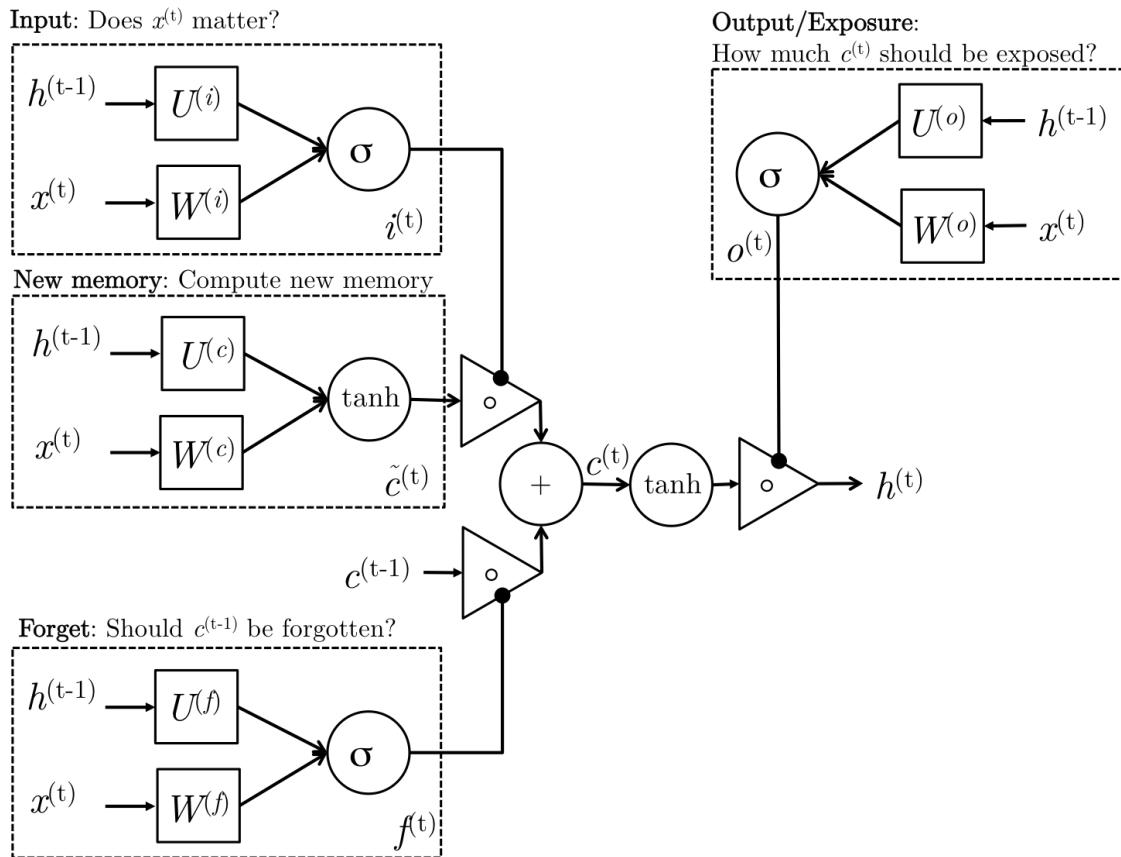 Input: Does x^(t) matter?
h^(t-1)
U^(i)
σ
x^(t)
W^(i)
i^(t)
New memory: Compute new memory
h^(t-1)
U^(c)
tanh
x^(t)
W^(c)
c̃^(t)
∘
+
c^(t)
tanh
∘
h^(t)
c^(t-1)
∘
Forget: Should c^(t-1) be forgotten?
h^(t-1)
U^(f)
σ
x^(t)
W^(f)
f^(t)
Output/Exposure:
How much c^(t) should be exposed?
U^(o)
h^(t-1)
σ
W^(o)
x^(t)
o^(t)